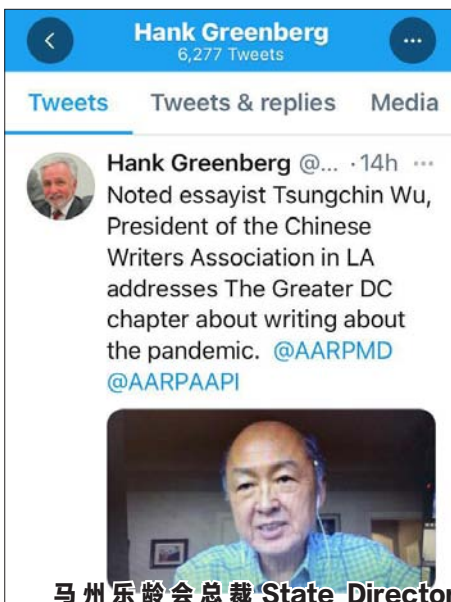 Hank Greenberg
6,277 Tweets
Tweets Tweets & replies Media
Hank Greenberg @... · 14h ···
Noted essayist Tsungchin Wu,
President of the Chinese
Writers Association in LA
addresses The Greater DC
chapter about writing about
the pandemic. @AARPMD
@AARPAAPI
马州乐龄会总裁 State Director